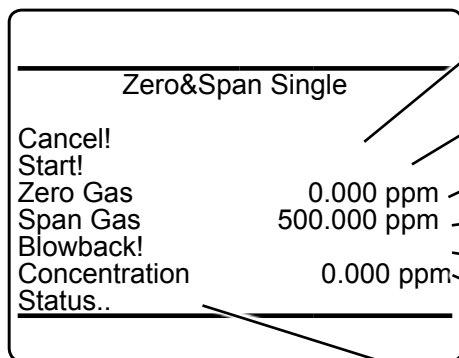 Zero&Span Single
Cancel!
Start!
Zero Gas 0.000 ppm
Span Gas 500.000 ppm
Blowback!
Concentration 0.000 ppm
Status..